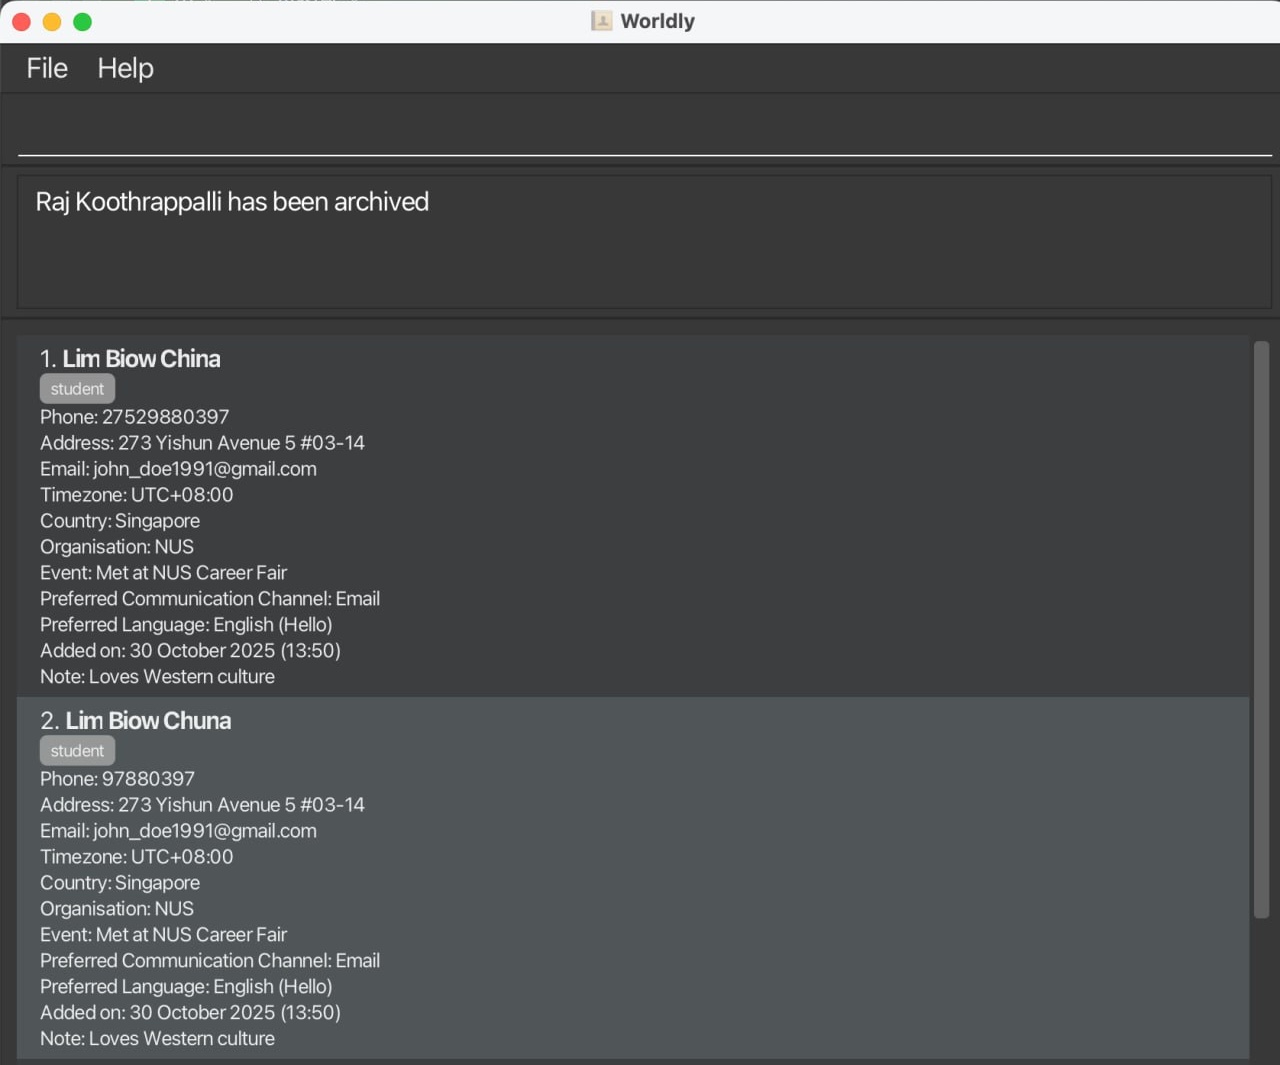 Worldly
File Help
Raj Koothrappalli has been archived
1. Lim Biow China
student
Phone: 27529880397
Address: 273 Yishun Avenue 5 #03-14
Email: john_doe1991@gmail.com
Timezone: UTC+08:00
Country: Singapore
Organisation: NUS
Event: Met at NUS Career Fair
Preferred Communication Channel: Email
Preferred Language: English (Hello)
Added on: 30 October 2025 (13:50)
Note: Loves Western culture
2. Lim Biow Chuna
student
Phone: 97880397
Address: 273 Yishun Avenue 5 #03-14
Email: john_doe1991@gmail.com
Timezone: UTC+08:00
Country: Singapore
Organisation: NUS
Event: Met at NUS Career Fair
Preferred Communication Channel: Email
Preferred Language: English (Hello)
Added on: 30 October 2025 (13:50)
Note: Loves Western culture